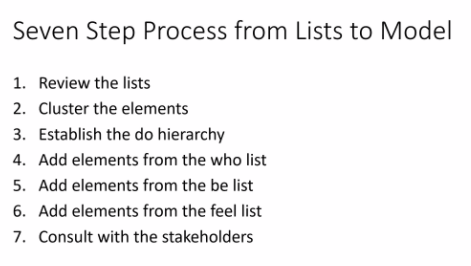 Seven Step Process from Lists to Model
1. Review the lists
2. Cluster the elements
3. Establish the do hierarchy
4. Add elements from the who list
5. Add elements from the be list
6. Add elements from the feel list
7. Consult with the stakeholders